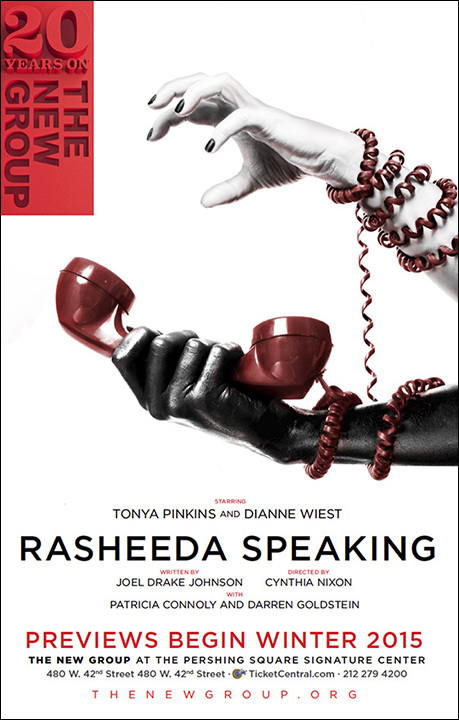 20
YEARS ON
THE
NEW
GROUP
STARRING
TONYA PINKINS AND DIANNE WIEST
RASHEEDA SPEAKING
WRITTEN BY DIRECTED BY
JOEL DRAKE JOHNSON CYNTHIA NIXON
WITH
PATRICIA CONNOLY AND DARREN GOLDSTEIN
PREVIEWS BEGIN WINTER 2015
THE NEW GROUP AT THE PERSHING SQUARE SIGNATURE CENTER
480 W. 42nd Street 480 W. 42nd Street · TicketCentral.com · 212 279 4200
THENEWGROUP.ORG